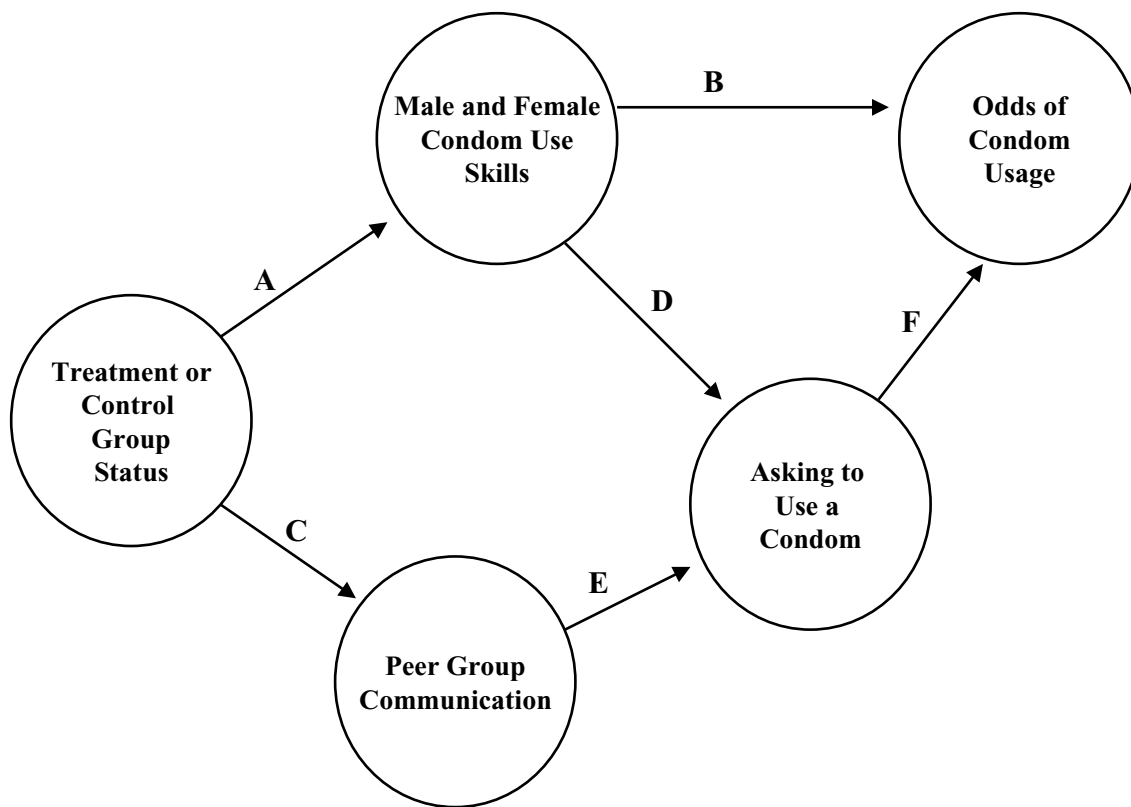 Male and Female
Condom Use
Skills
B
Odds of
Condom
Usage
A
D
F
Treatment or
Control
Group
Status
Asking to
Use a
Condom
C
E
Peer Group
Communication